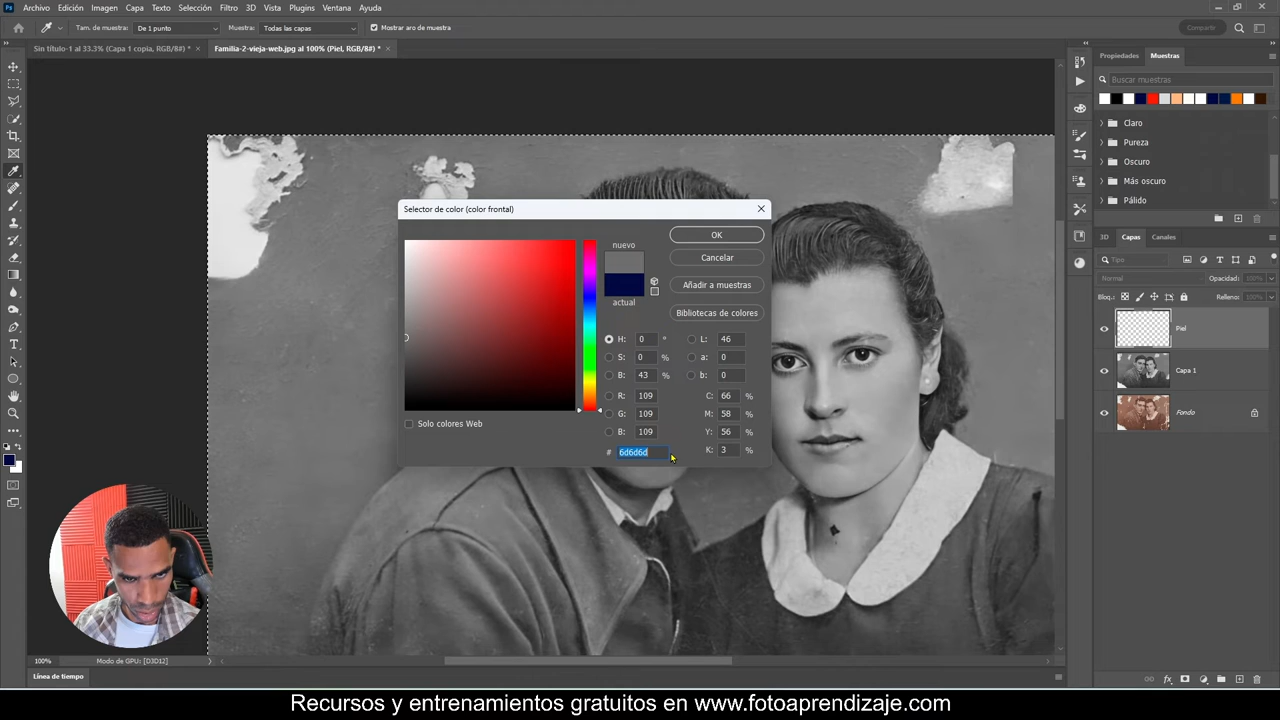 Archivo Edición Imagen Capa Texto Selección Filtro 3D Vista Plugins Ventana Ayuda
Tam. de muestra: De 1 punto Muestra: Todas las capas Mostrar aro de muestra Compartir
Sin título-1 al 33.3% (Capa 1 copia, RGB/8#) * × Familia-2-vieja-web.jpg al 100% (Piel, RGB/8#) * ×
Propiedades Muestras
Buscar muestras
Claro
Pureza
Oscuro
Más oscuro
Pálido
3D Capas Canales
Tipo
Normal Opacidad: 100%
Bloq.: Relleno: 100%
Piel
Capa 1
Fondo
Selector de color (color frontal)
nuevo
actual
OK
Cancelar
Añadir a muestras
Bibliotecas de colores
H: 0 ° L: 46
S: 0 % a: 0
B: 43 % b: 0
R: 109 C: 66 %
G: 109 M: 58 %
B: 109 Y: 56 %
# 6d6d6d K: 3 %
Solo colores Web
100% Modo de GPU: [D3D12]
Línea de tiempo
Recursos y entrenamientos gratuitos en www.fotoaprendizaje.com